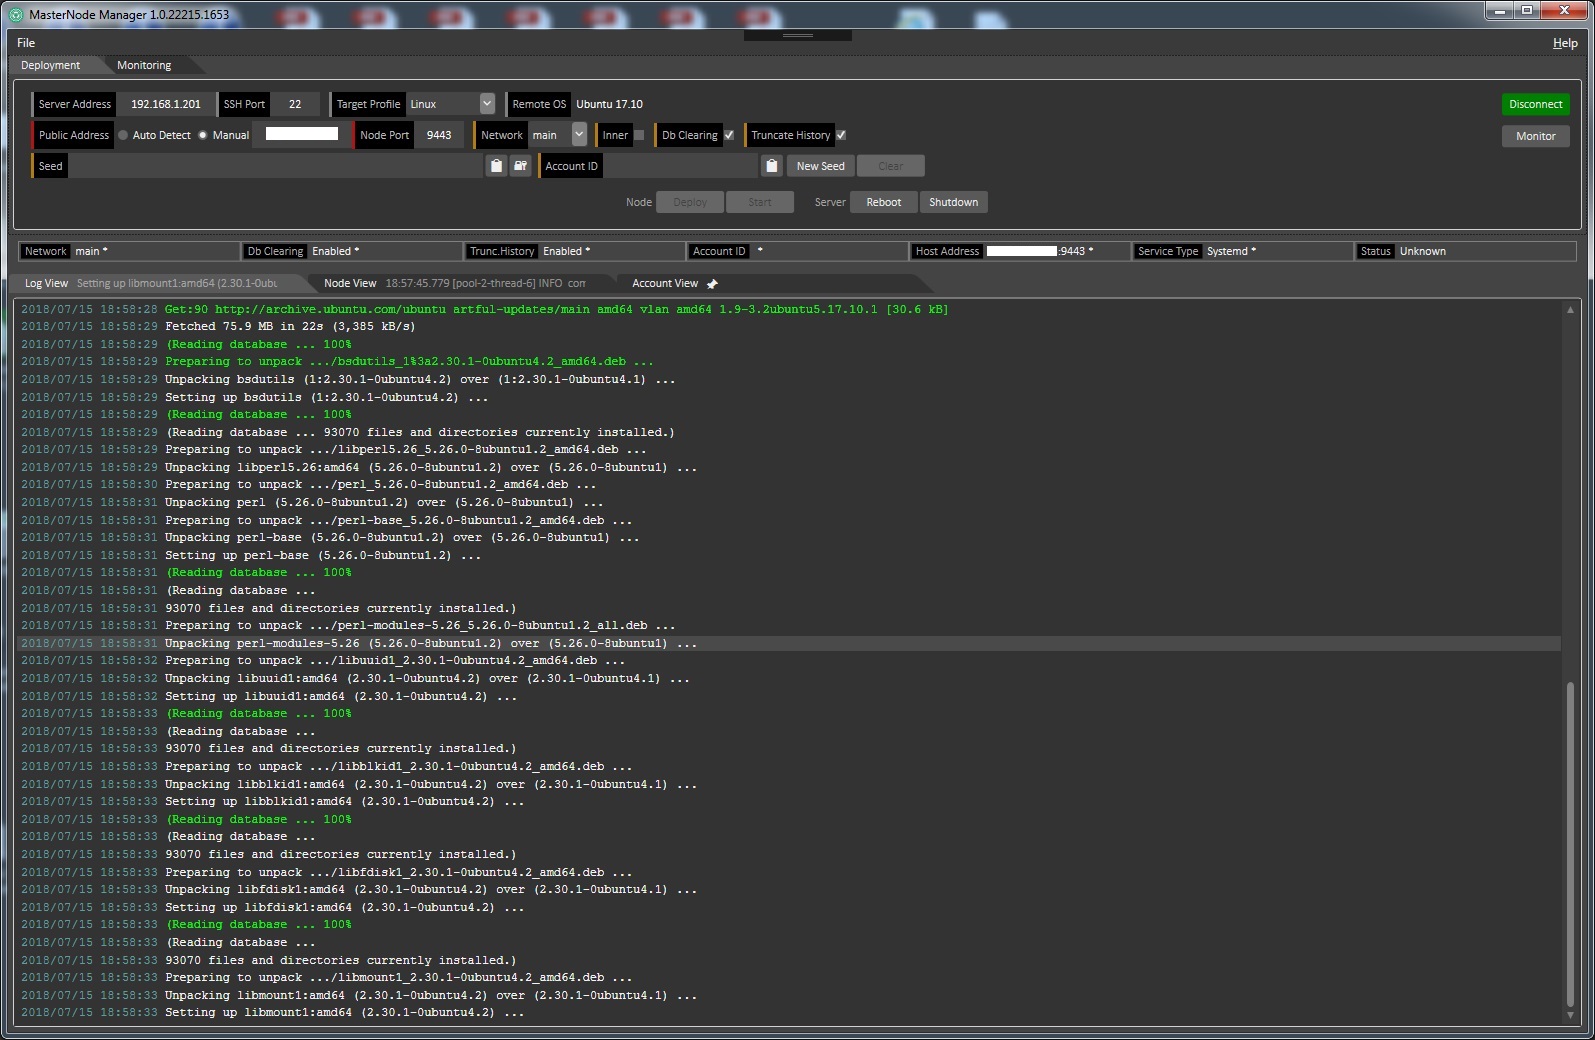 MasterNode Manager 1.0.22215.1653
File Help
Deployment Monitoring
Server Address 192.168.1.201 SSH Port 22 Target Profile Linux Remote OS Ubuntu 17.10 Disconnect
Public Address Auto Detect Manual Node Port 9443 Network main Inner Db Clearing Truncate History Monitor
Seed Account ID New Seed Clear
Node Deploy Start Server Reboot Shutdown
Network main * Db Clearing Enabled * Trunc.History Enabled * Account ID * Host Address :9443 * Service Type Systemd * Status Unknown
Log View Setting up libmount1:amd64 (2.30.1-0ubu Node View 18:57:45.779 [pool-2-thread-6] INFO com Account View
2018/07/15 18:58:28 Get:90 http://archive.ubuntu.com/ubuntu artful-updates/main amd64 vlan amd64 1.9-3.2ubuntu5.17.10.1 [30.6 kB]
2018/07/15 18:58:29 Fetched 75.9 MB in 22s (3,385 kB/s)
2018/07/15 18:58:29 (Reading database ... 100%
2018/07/15 18:58:29 Preparing to unpack .../bsdutils_1%3a2.30.1-0ubuntu4.2_amd64.deb ...
2018/07/15 18:58:29 Unpacking bsdutils (1:2.30.1-0ubuntu4.2) over (1:2.30.1-0ubuntu4.1) ...
2018/07/15 18:58:29 Setting up bsdutils (1:2.30.1-0ubuntu4.2) ...
2018/07/15 18:58:29 (Reading database ... 100%
2018/07/15 18:58:29 (Reading database ... 93070 files and directories currently installed.)
2018/07/15 18:58:29 Preparing to unpack .../libperl5.26_5.26.0-8ubuntu1.2_amd64.deb ...
2018/07/15 18:58:29 Unpacking libperl5.26:amd64 (5.26.0-8ubuntu1.2) over (5.26.0-8ubuntu1) ...
2018/07/15 18:58:30 Preparing to unpack .../perl_5.26.0-8ubuntu1.2_amd64.deb ...
2018/07/15 18:58:31 Unpacking perl (5.26.0-8ubuntu1.2) over (5.26.0-8ubuntu1) ...
2018/07/15 18:58:31 Preparing to unpack .../perl-base_5.26.0-8ubuntu1.2_amd64.deb ...
2018/07/15 18:58:31 Unpacking perl-base (5.26.0-8ubuntu1.2) over (5.26.0-8ubuntu1) ...
2018/07/15 18:58:31 Setting up perl-base (5.26.0-8ubuntu1.2) ...
2018/07/15 18:58:31 (Reading database ... 100%
2018/07/15 18:58:31 (Reading database ...
2018/07/15 18:58:31 93070 files and directories currently installed.)
2018/07/15 18:58:31 Preparing to unpack .../perl-modules-5.26_5.26.0-8ubuntu1.2_all.deb ...
2018/07/15 18:58:31 Unpacking perl-modules-5.26 (5.26.0-8ubuntu1.2) over (5.26.0-8ubuntu1) ...
2018/07/15 18:58:32 Preparing to unpack .../libuuid1_2.30.1-0ubuntu4.2_amd64.deb ...
2018/07/15 18:58:32 Unpacking libuuid1:amd64 (2.30.1-0ubuntu4.2) over (2.30.1-0ubuntu4.1) ...
2018/07/15 18:58:32 Setting up libuuid1:amd64 (2.30.1-0ubuntu4.2) ...
2018/07/15 18:58:33 (Reading database ... 100%
2018/07/15 18:58:33 (Reading database ...
2018/07/15 18:58:33 93070 files and directories currently installed.)
2018/07/15 18:58:33 Preparing to unpack .../libblkid1_2.30.1-0ubuntu4.2_amd64.deb ...
2018/07/15 18:58:33 Unpacking libblkid1:amd64 (2.30.1-0ubuntu4.2) over (2.30.1-0ubuntu4.1) ...
2018/07/15 18:58:33 Setting up libblkid1:amd64 (2.30.1-0ubuntu4.2) ...
2018/07/15 18:58:33 (Reading database ... 100%
2018/07/15 18:58:33 (Reading database ...
2018/07/15 18:58:33 93070 files and directories currently installed.)
2018/07/15 18:58:33 Preparing to unpack .../libfdisk1_2.30.1-0ubuntu4.2_amd64.deb ...
2018/07/15 18:58:33 Unpacking libfdisk1:amd64 (2.30.1-0ubuntu4.2) over (2.30.1-0ubuntu4.1) ...
2018/07/15 18:58:33 Setting up libfdisk1:amd64 (2.30.1-0ubuntu4.2) ...
2018/07/15 18:58:33 (Reading database ... 100%
2018/07/15 18:58:33 (Reading database ...
2018/07/15 18:58:33 93070 files and directories currently installed.)
2018/07/15 18:58:33 Preparing to unpack .../libmount1_2.30.1-0ubuntu4.2_amd64.deb ...
2018/07/15 18:58:33 Unpacking libmount1:amd64 (2.30.1-0ubuntu4.2) over (2.30.1-0ubuntu4.1) ...
2018/07/15 18:58:33 Setting up libmount1:amd64 (2.30.1-0ubuntu4.2) ...